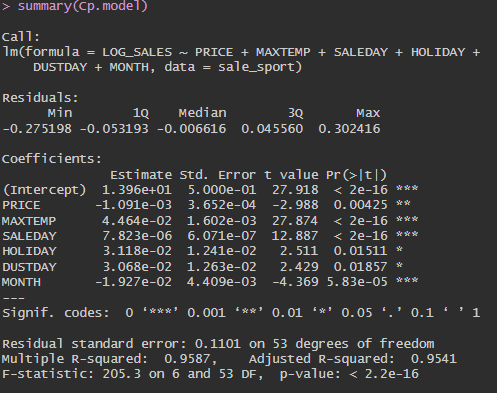 > summary(Cp.model)
Call:
lm(formula = LOG_SALES ~ PRICE + MAXTEMP + SALEDAY + HOLIDAY +
    DUSTDAY + MONTH, data = sale_sport)
Residuals:
      Min        1Q    Median        3Q       Max
-0.275198 -0.053193 -0.006616  0.045560  0.302416
Coefficients:
              Estimate Std. Error t value Pr(>|t|)
(Intercept)  1.396e+01  5.000e-01  27.918  < 2e-16 ***
PRICE       -1.091e-03  3.652e-04  -2.988  0.00425 **
MAXTEMP      4.464e-02  1.602e-03  27.874  < 2e-16 ***
SALEDAY      7.823e-06  6.071e-07  12.887  < 2e-16 ***
HOLIDAY      3.118e-02  1.241e-02   2.511  0.01511 *
DUSTDAY      3.068e-02  1.263e-02   2.429  0.01857 *
MONTH       -1.927e-02  4.409e-03  -4.369 5.83e-05 ***
---
Signif. codes:  0 ‘***’ 0.001 ‘**’ 0.01 ‘*’ 0.05 ‘.’ 0.1 ‘ ’ 1
Residual standard error: 0.1101 on 53 degrees of freedom
Multiple R-squared:  0.9587,    Adjusted R-squared:  0.9541
F-statistic: 205.3 on 6 and 53 DF,  p-value: < 2.2e-16